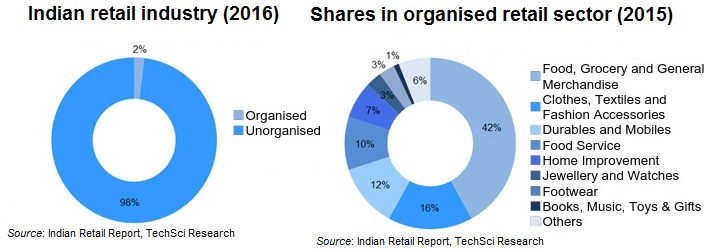 Indian retail industry (2016)
2%
98%
Organised
Unorganised
Source: Indian Retail Report, TechSci Research
Shares in organised retail sector (2015)
42%
16%
12%
10%
7%
3%
3%
1%
6%
Food, Grocery and General
Merchandise
Clothes, Textiles and
Fashion Accessories
Durables and Mobiles
Food Service
Home Improvement
Jewellery and Watches
Footwear
Books, Music, Toys & Gifts
Others
Source: Indian Retail Report, TechSci Research